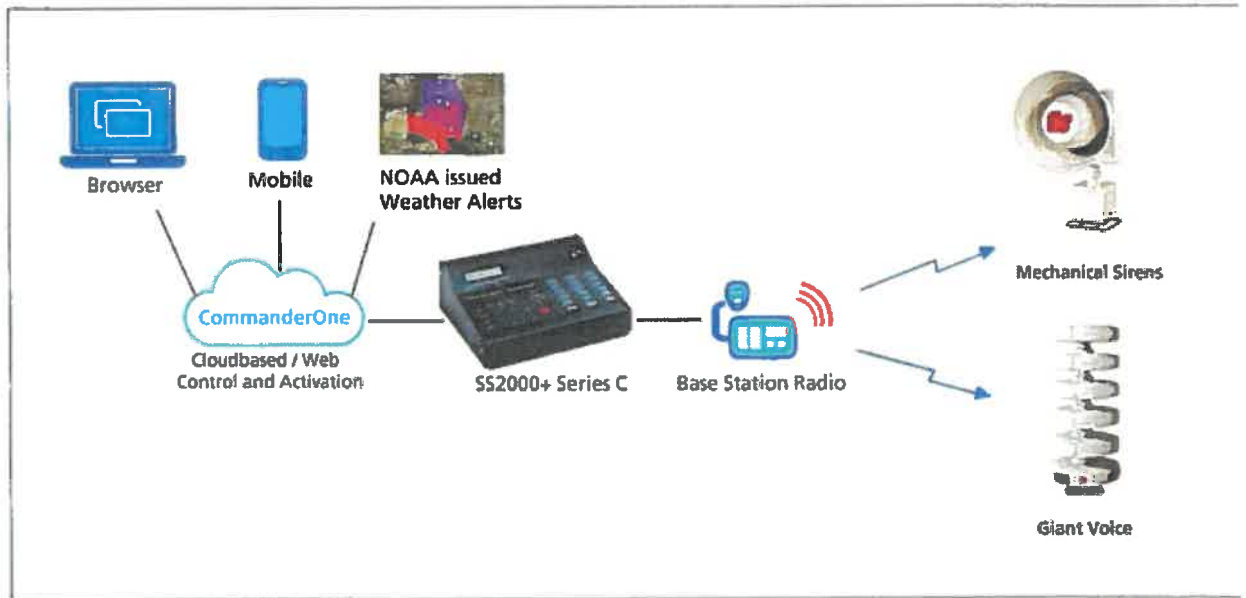 Browser
Mobile
NOAA issued
Weather Alerts
CommanderOne
Cloudbased / Web
Control and Activation
SS2000+ Series C
Base Station Radio
Mechanical Sirens
Giant Voice